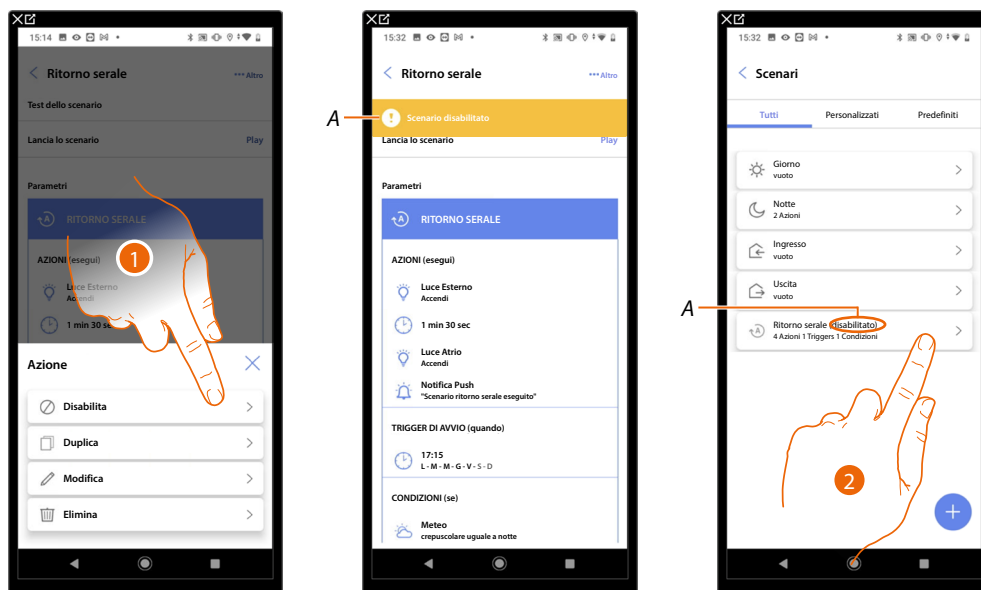 15:14
Ritorno serale
••• Altro
Test dello scenario
Lancia lo scenario
Play
Parametri
RITORNO SERALE
AZIONI (esegui)
Luce Esterno
Accendi
1 min 30 sec
1
Azione
Disabilita
Duplica
Modifica
Elimina
15:32
Ritorno serale
••• Altro
A
Scenario disabilitato
Lancia lo scenario
Play
Parametri
RITORNO SERALE
AZIONI (esegui)
Luce Esterno
Accendi
1 min 30 sec
Luce Atrio
Accendi
Notifica Push
"Scenario ritorno serale eseguito"
TRIGGER DI AVVIO (quando)
17:15
L - M - M - G - V - S - D
CONDIZIONI (se)
Meteo
crepuscolare uguale a notte
15:32
Scenari
Tutti
Personalizzati
Predefiniti
Giorno
vuoto
Notte
2 Azioni
Ingresso
vuoto
Uscita
vuoto
A
Ritorno serale (disabilitato)
4 Azioni 1 Triggers 1 Condizioni
2